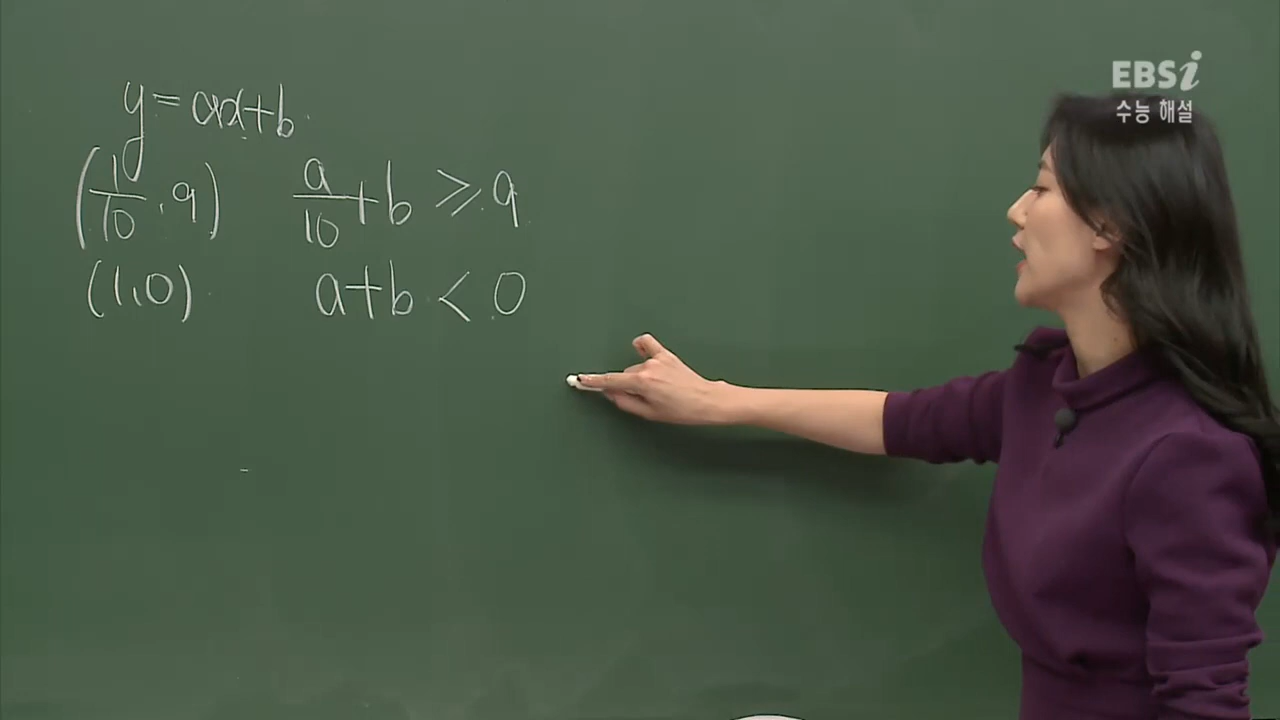 y = ax+b
(1/10, 9) a/10 + b ≥ 9
(1,0) a+b < 0
EBSi
수능 해설